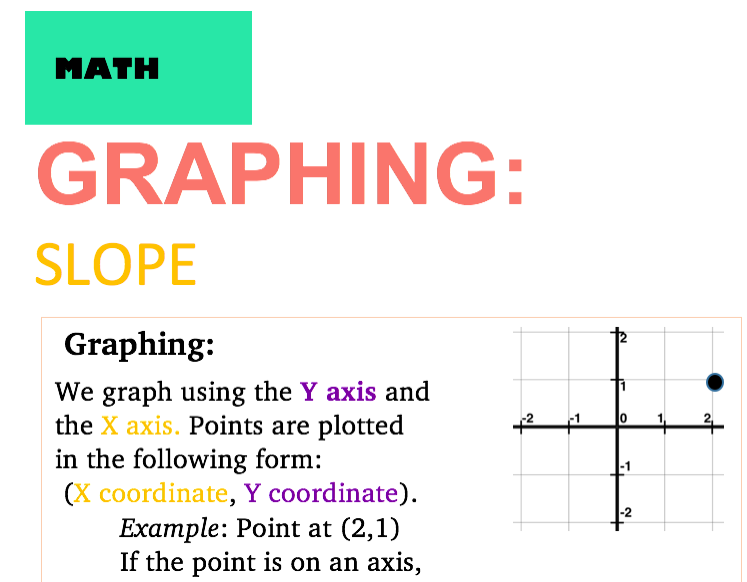 MATH
GRAPHING:
SLOPE
Graphing:
We graph using the Y axis and
the X axis. Points are plotted
in the following form:
(X coordinate, Y coordinate).
Example: Point at (2,1)
If the point is on an axis,
2
1
-2 -1 0 1 2
-1
-2